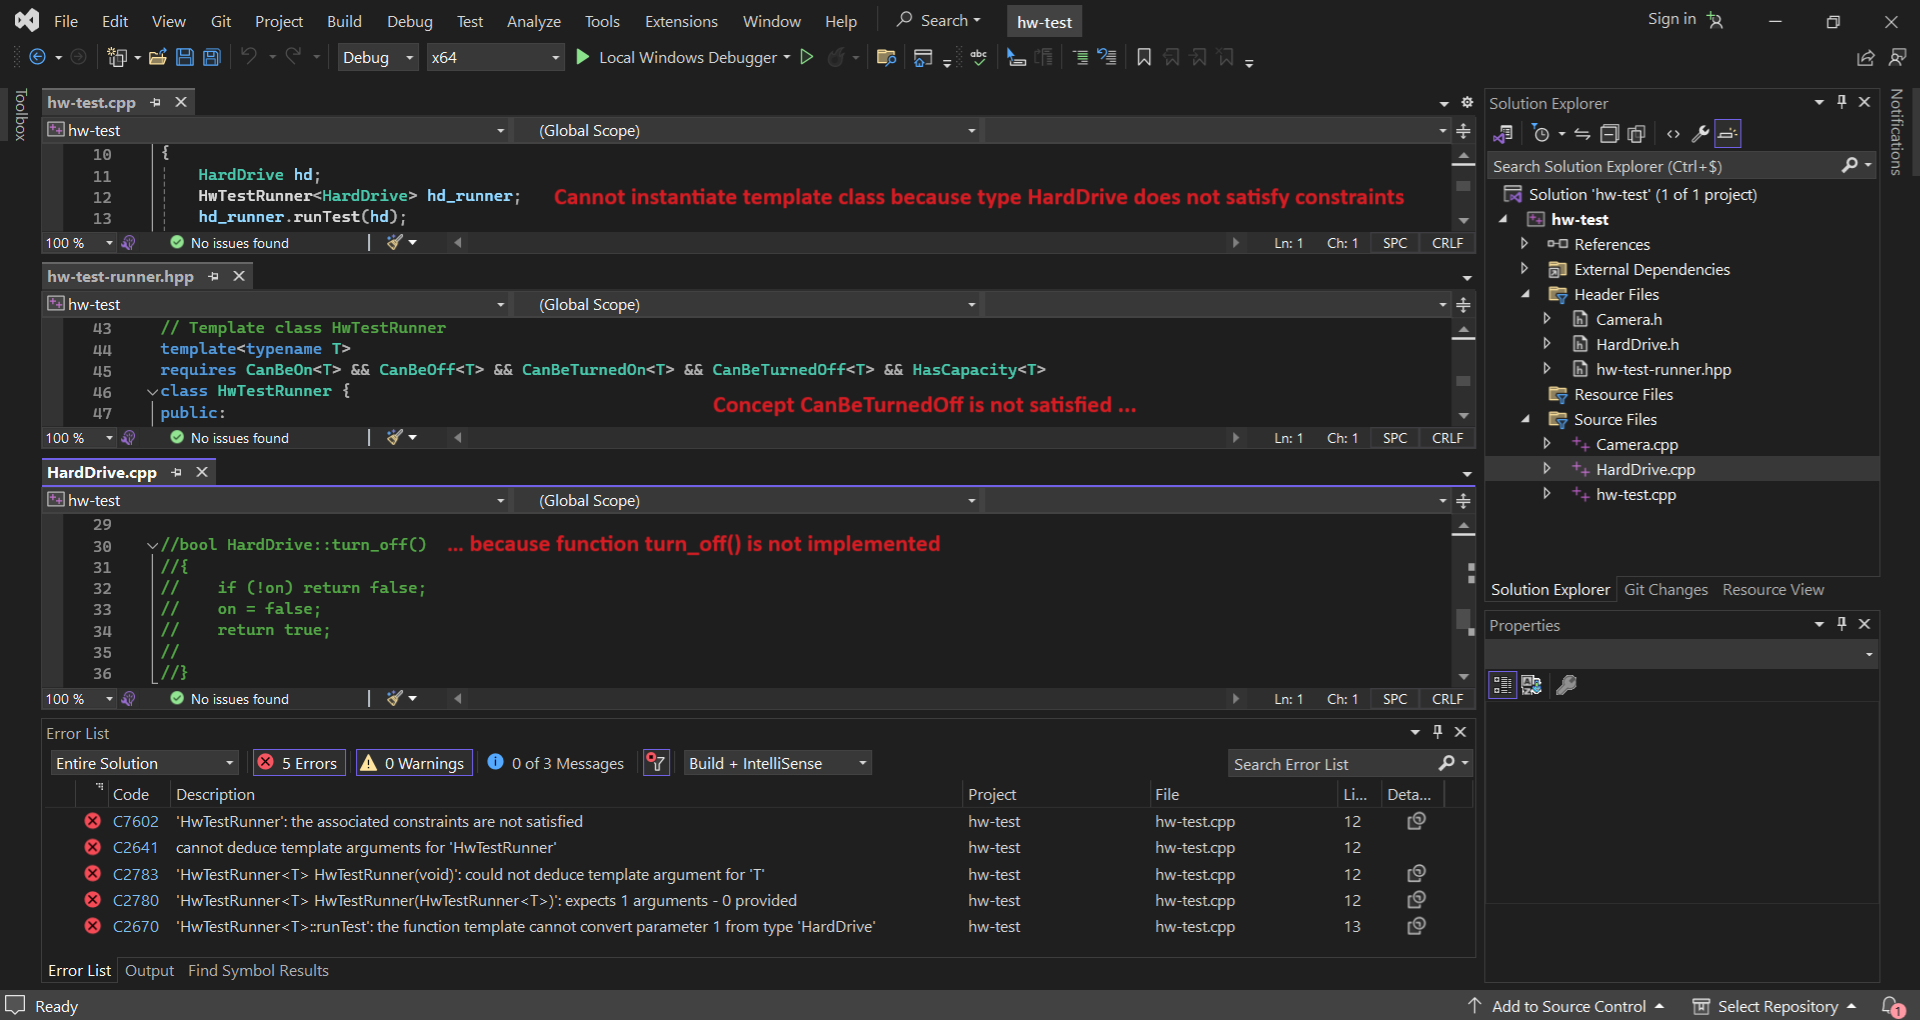 File Edit View Git Project Build Debug Test Analyze Tools Extensions Window Help Search hw-test Sign in
Debug x64 Local Windows Debugger abc
Toolbox
hw-test.cpp
hw-test (Global Scope)
10 {
11 HardDrive hd;
12 HwTestRunner<HardDrive> hd_runner; Cannot instantiate template class because type HardDrive does not satisfy constraints
13 hd_runner.runTest(hd);
100 % No issues found Ln: 1 Ch: 1 SPC CRLF
hw-test-runner.hpp
hw-test (Global Scope)
43 // Template class HwTestRunner
44 template<typename T>
45 requires CanBeOn<T> && CanBeOff<T> && CanBeTurnedOn<T> && CanBeTurnedOff<T> && HasCapacity<T>
46 class HwTestRunner {
Concept CanBeTurnedOff is not satisfied ...
47 public:
100 % No issues found Ln: 1 Ch: 1 SPC CRLF
HardDrive.cpp
hw-test (Global Scope)
29
30 //bool HardDrive::turn_off() ... because function turn_off() is not implemented
31 //{
32 // if (!on) return false;
33 // on = false;
34 // return true;
35 //
36 //}
100 % No issues found Ln: 1 Ch: 1 SPC CRLF
Error List
Entire Solution 5 Errors 0 Warnings 0 of 3 Messages Build + IntelliSense Search Error List
Code Description Project File Li... Deta...
C7602 'HwTestRunner': the associated constraints are not satisfied hw-test hw-test.cpp 12
C2641 cannot deduce template arguments for 'HwTestRunner' hw-test hw-test.cpp 12
C2783 'HwTestRunner<T> HwTestRunner(void)': could not deduce template argument for 'T' hw-test hw-test.cpp 12
C2780 'HwTestRunner<T> HwTestRunner(HwTestRunner<T>)': expects 1 arguments - 0 provided hw-test hw-test.cpp 12
C2670 'HwTestRunner<T>::runTest': the function template cannot convert parameter 1 from type 'HardDrive' hw-test hw-test.cpp 13
Error List Output Find Symbol Results
Solution Explorer
Search Solution Explorer (Ctrl+$)
Solution 'hw-test' (1 of 1 project)
hw-test
References
External Dependencies
Header Files
Camera.h
HardDrive.h
hw-test-runner.hpp
Resource Files
Source Files
Camera.cpp
HardDrive.cpp
hw-test.cpp
Solution Explorer Git Changes Resource View
Properties
Notifications
Ready Add to Source Control Select Repository 1